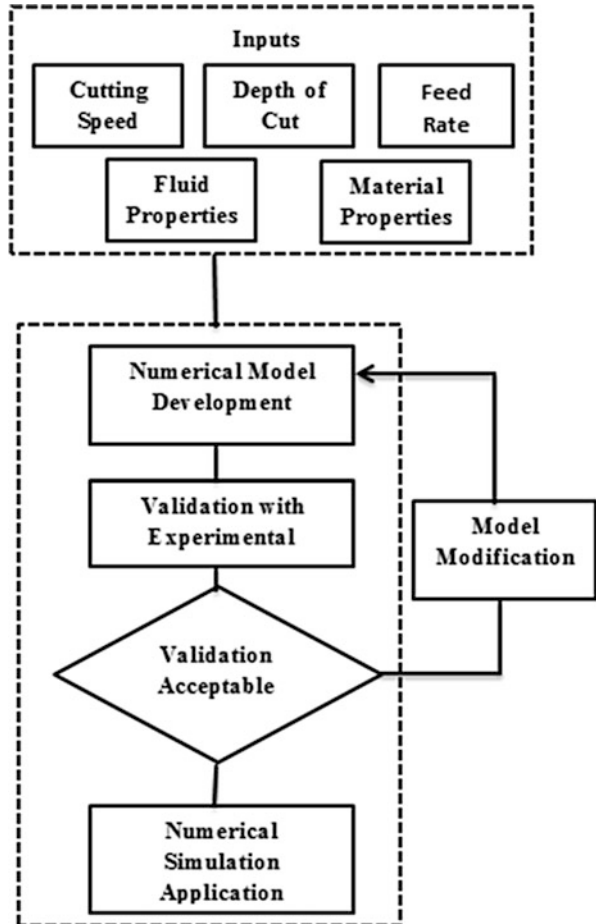 Inputs
Cutting
Speed
Depth of
Cut
Feed
Rate
Fluid
Properties
Material
Properties
Numerical Model
Development
Validation with
Experimental
Model
Modification
Validation
Acceptable
Numerical
Simulation
Application